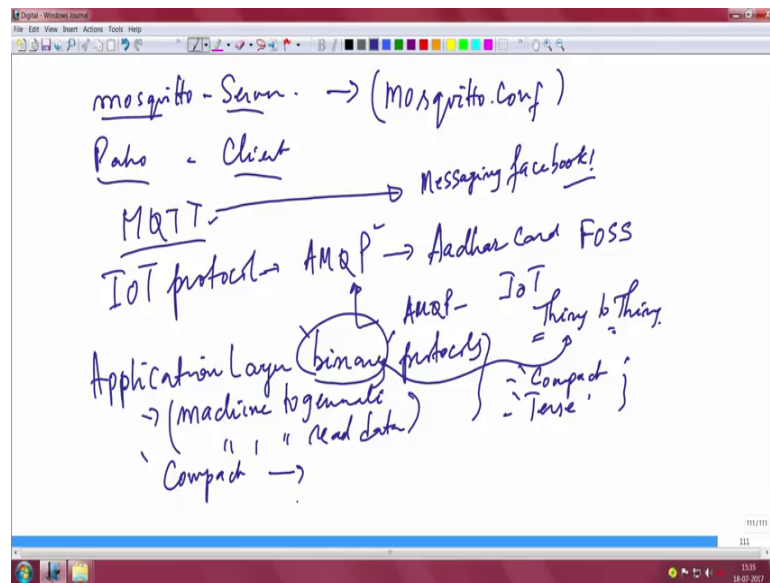 Digital - Windows Journal
File Edit View Insert Actions Tools Help
mosquitto - Server. → (Mosquitto.Conf)
Paho - Client
MQTT → Messaging facebook!
IoT protocol → AMQP → Aadhar Card FOSS
AMQP - IoT
Thing to Thing
Application Layer (binary protocols)
→ (machine to generate
" , " read data)
- 'Compact'
- 'Terse'
'Compact →
111/111
111
15:35
18-07-2017